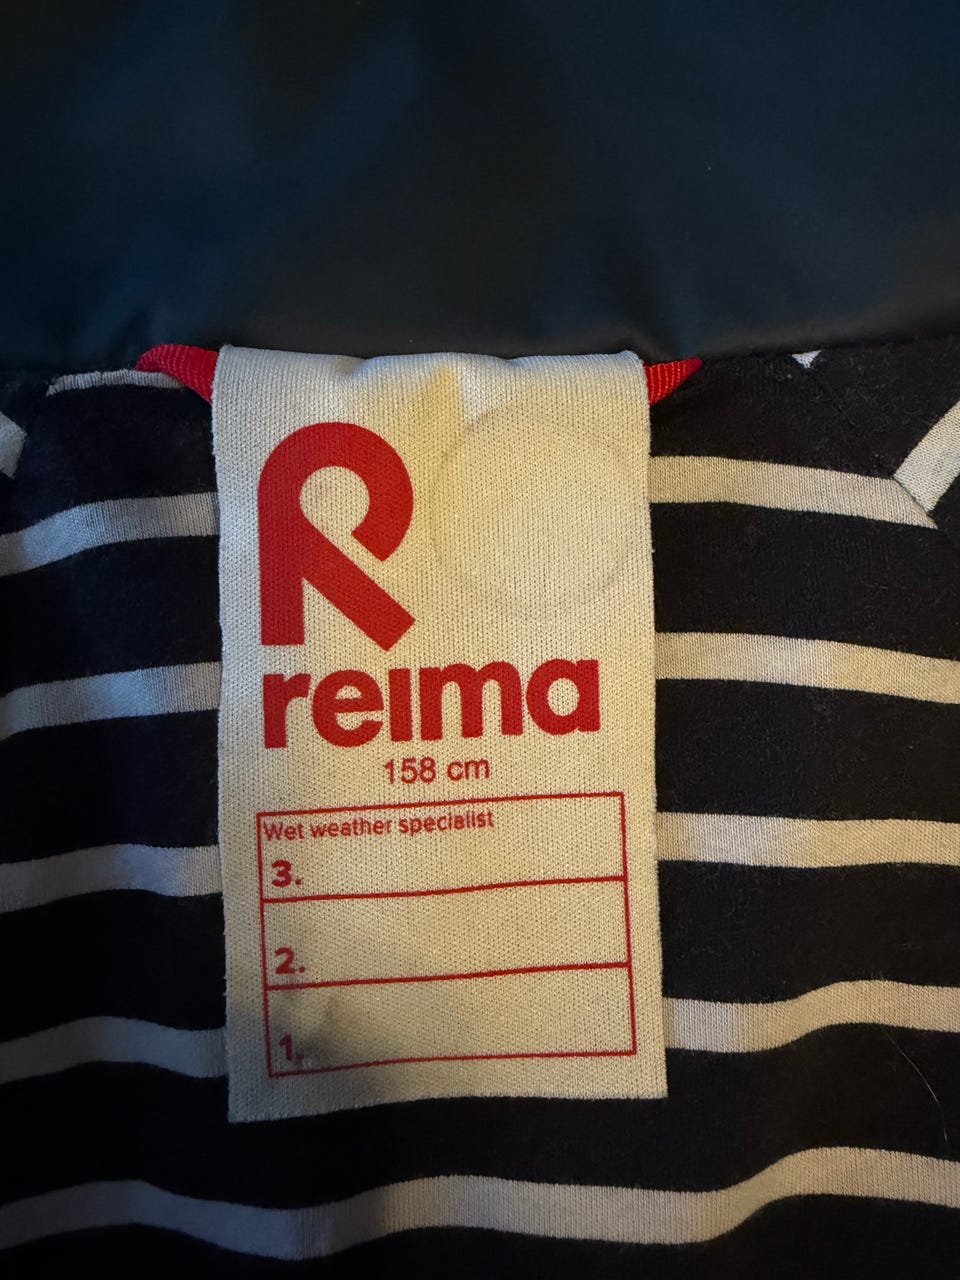 reima
158 cm
Wet weather specialist
3.
2.
1.